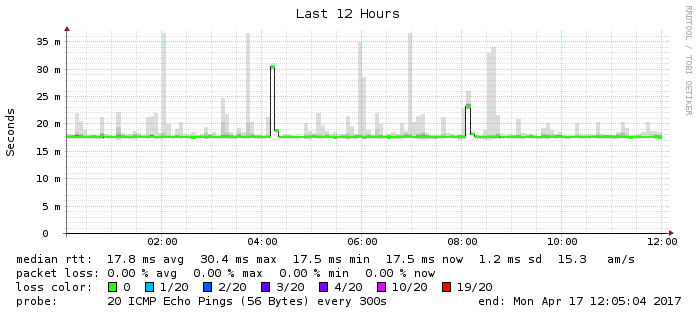 Last 12 Hours
RRDTOOL / TOBI OETIKER
Seconds
35 m
30 m
25 m
20 m
15 m
10 m
5 m
0
02:00 04:00 06:00 08:00 10:00 12:00
median rtt: 17.8 ms avg 30.4 ms max 17.5 ms min 17.5 ms now 1.2 ms sd 15.3 am/s
packet loss: 0.00 % avg 0.00 % max 0.00 % min 0.00 % now
loss color: 0 1/20 2/20 3/20 4/20 10/20 19/20
probe: 20 ICMP Echo Pings (56 Bytes) every 300s end: Mon Apr 17 12:05:04 2017